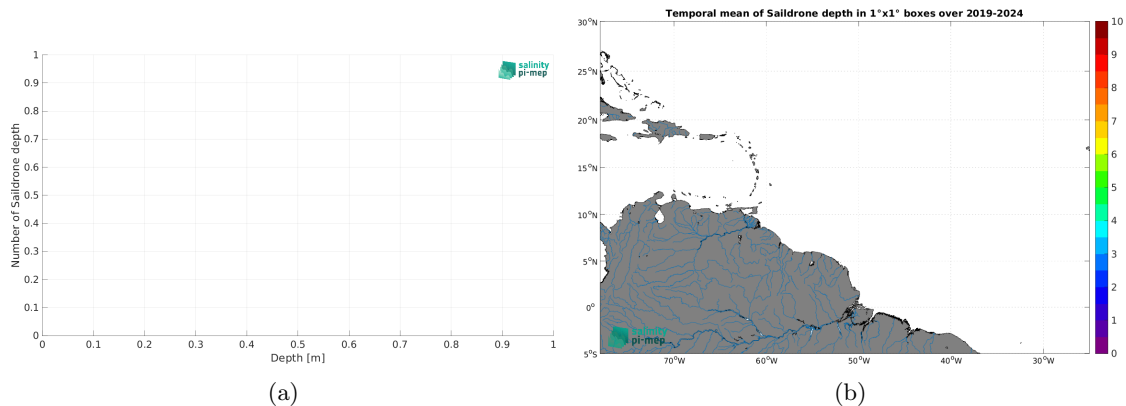 Temporal mean of Saildrone depth in 1°x1° boxes over 2019-2024
1
0.9
0.8
0.7
0.6
0.5
0.4
0.3
0.2
0.1
0
Number of Saildrone depth
0 0.1 0.2 0.3 0.4 0.5 0.6 0.7 0.8 0.9 1
Depth [m]
salinity
pi-mep
(a)
30°N
25°N
20°N
15°N
10°N
5°N
0°
5°S
70°W 60°W 50°W 40°W 30°W
salinity
pi-mep
10
9
8
7
6
5
4
3
2
1
0
(b)